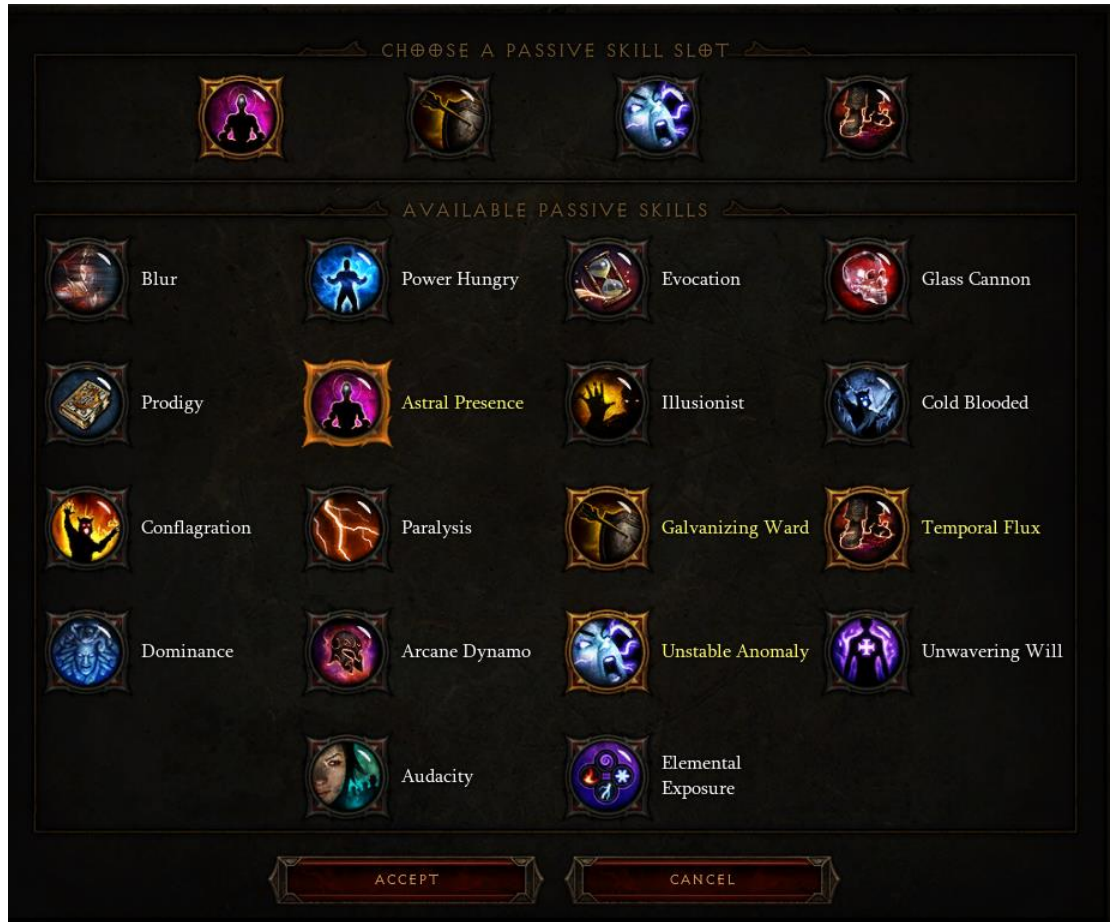 CHOOSE A PASSIVE SKILL SLOT
AVAILABLE PASSIVE SKILLS
Blur
Power Hungry
Evocation
Glass Cannon
Prodigy
Astral Presence
Illusionist
Cold Blooded
Conflagration
Paralysis
Galvanizing Ward
Temporal Flux
Dominance
Arcane Dynamo
Unstable Anomaly
Unwavering Will
Audacity
Elemental
Exposure
ACCEPT
CANCEL